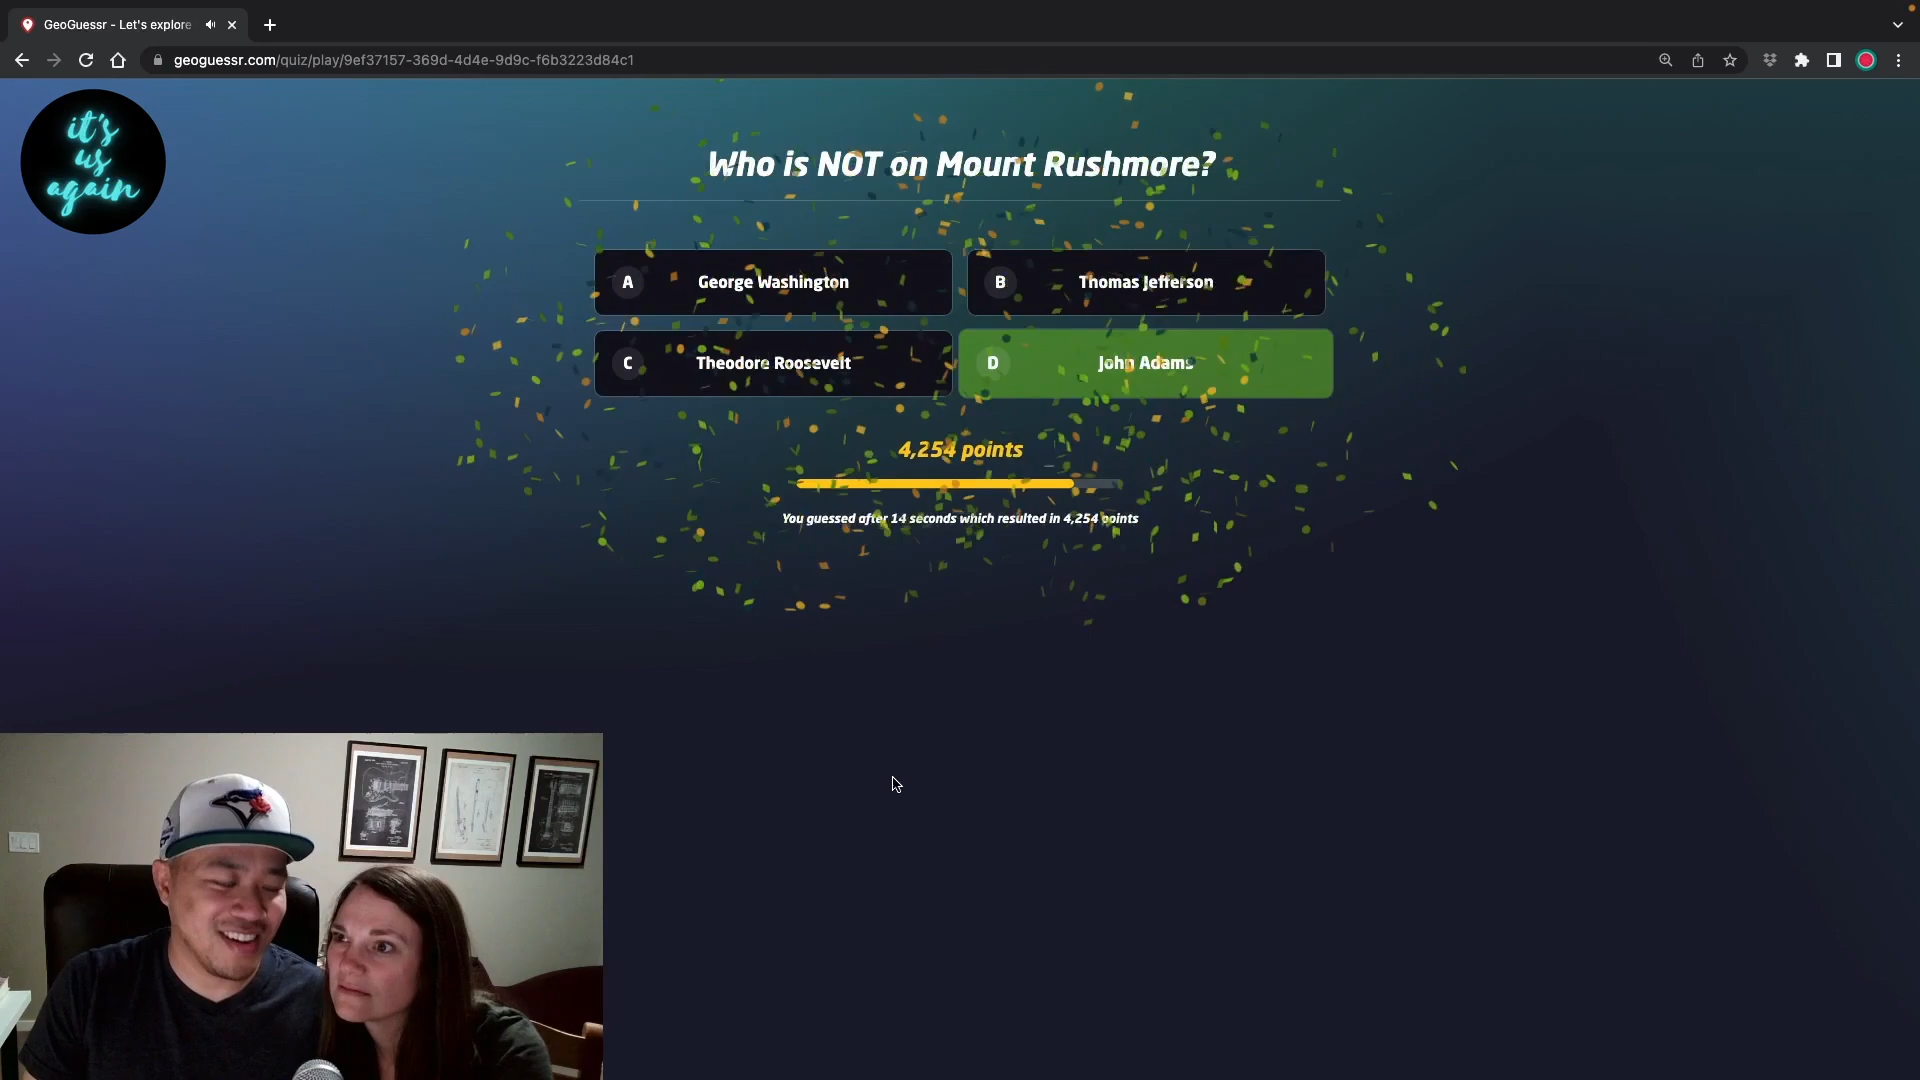 GeoGuessr - Let's explore
geoguessr.com/quiz/play/9ef37157-369d-4d4e-9d9c-f6b3223d84c1
it's
us
again
Who is NOT on Mount Rushmore?
A George Washington
B Thomas Jefferson
C Theodore Roosevelt
D John Adams
4,254 points
You guessed after 14 seconds which resulted in 4,254 points